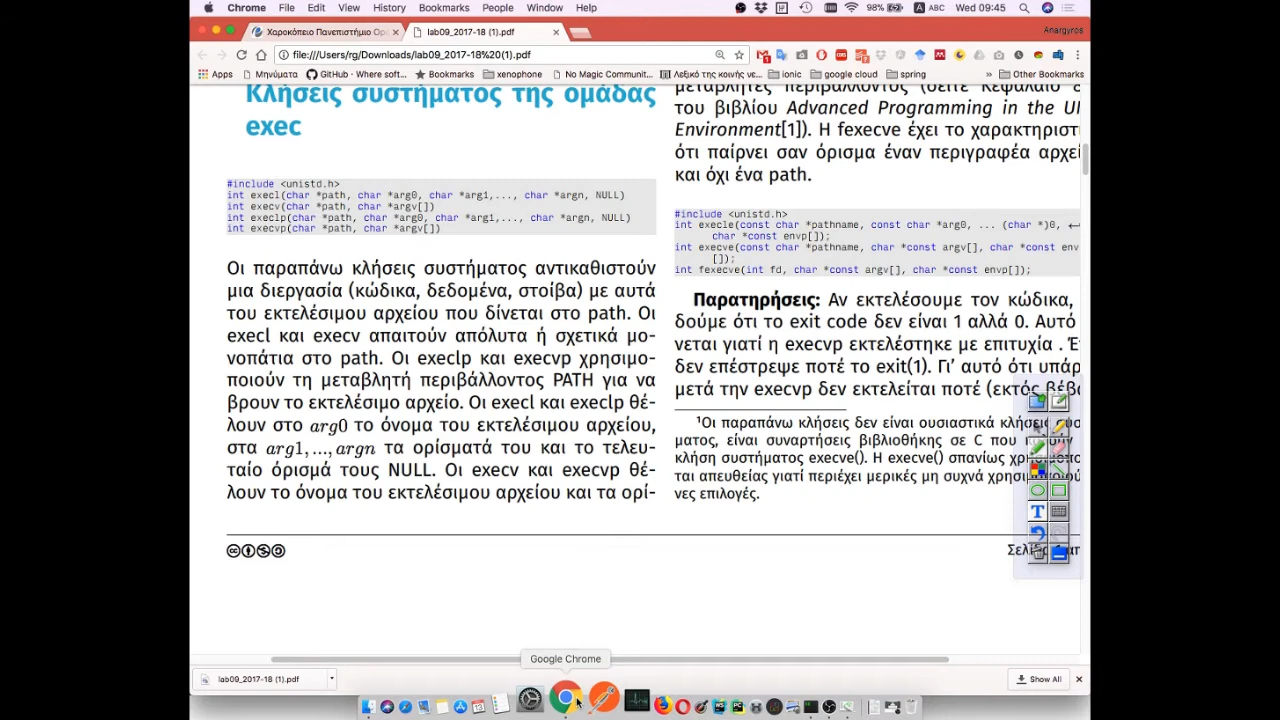 Chrome File Edit View History Bookmarks People Window Help 98% ABC Wed 09:45
Χαροκόπειο Πανεπιστήμιο
lab09_2017-18 (1).pdf
Anargyros
file:///Users/rg/Downloads/lab09_2017-18%20(1).pdf
Apps Μηνύματα GitHub - Where soft... Bookmarks xenophone No Magic Communit... Λεξικό της κοινής νε... ionic google cloud spring » Other Bookmarks
Κλήσεις συστήματος της ομάδας
exec
#include <unistd.h>
int execl(char *path, char *arg0, char *arg1,..., char *argn, NULL)
int execv(char *path, char *argv[])
int execlp(char *path, char *arg0, char *arg1,..., char *argn, NULL)
int execvp(char *path, char *argv[])
Οι παραπάνω κλήσεις συστήματος αντικαθιστούν
μια διεργασία (κώδικα, δεδομένα, στοίβα) με αυτά
του εκτελέσιμου αρχείου που δίνεται στο path. Οι
execl και execv απαιτούν απόλυτα ή σχετικά μο-
νοπάτια στο path. Οι execlp και execvp χρησιμο-
ποιούν τη μεταβλητή περιβάλλοντος PATH για να
βρουν το εκτελέσιμο αρχείο. Οι execl και execlp θέ-
λουν στο arg0 το όνομα του εκτελέσιμου αρχείου,
στα arg1,...,argn τα ορίσματά του και το τελευ-
ταίο όρισμά τους NULL. Οι execv και execvp θέ-
λουν το όνομα του εκτελέσιμου αρχείου και τα ορί-
μεταβλητές περιβάλλοντος (δείτε κεφάλαιο
του βιβλίου Advanced Programming in the UI
Environment[1]). Η fexecve έχει το χαρακτηριστι
ότι παίρνει σαν όρισμα έναν περιγραφέα αρχεί
και όχι ένα path.
#include <unistd.h>
int execle(const char *pathname, const char *arg0, ... (char *)0, ↩
char *const envp[]);
int execve(const char *pathname, char *const argv[], char *const env
[]);
int fexecve(int fd, char *const argv[], char *const envp[]);
Παρατηρήσεις: Αν εκτελέσουμε τον κώδικα,
δούμε ότι το exit code δεν είναι 1 αλλά 0. Αυτό
νεται γιατί η execvp εκτελέστηκε με επιτυχία . Έ
δεν επέστρεψε ποτέ το exit(1). Γι’ αυτό ότι υπάρ
μετά την execvp δεν εκτελείται ποτέ (εκτός βέβα
¹Οι παραπάνω κλήσεις δεν είναι ουσιαστικά κλήσεις
ματος, είναι συναρτήσεις βιβλιοθήκης σε C που
κλήση συστήματος execve(). Η execve() σπανίως
ται απευθείας γιατί περιέχει μερικές μη συχνά
νες επιλογές.
Google Chrome
lab09_2017-18 (1).pdf
Show All